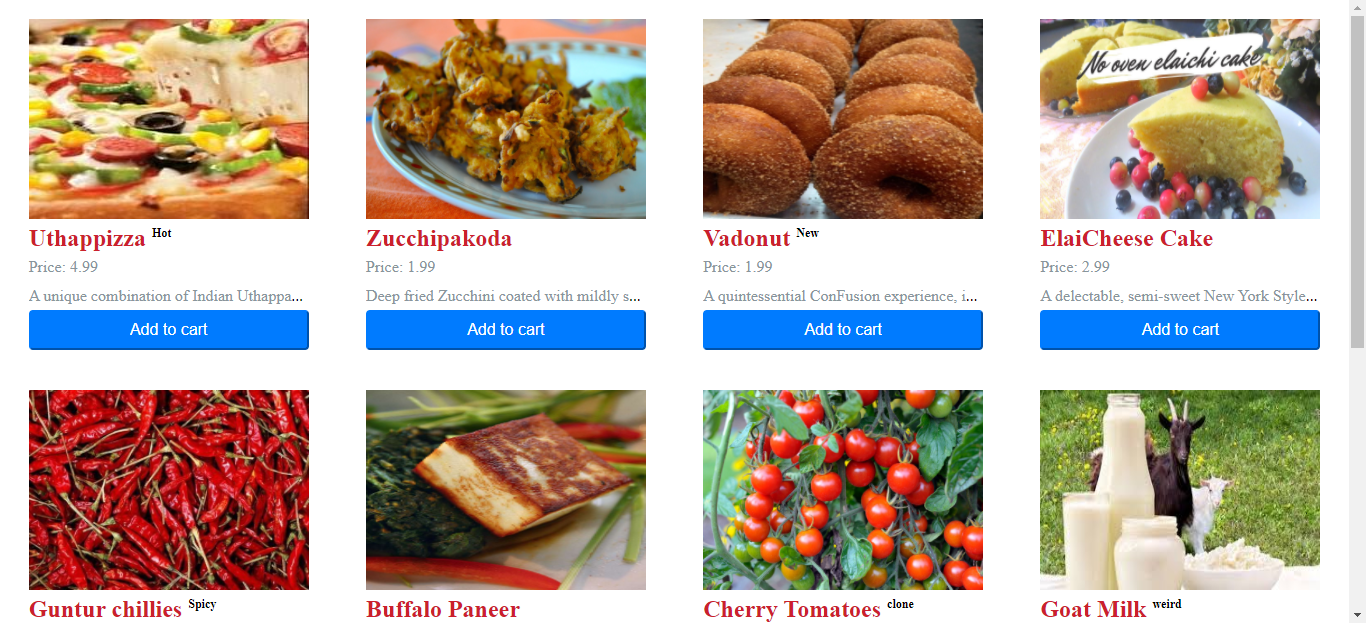 No oven elaichi cake
Uthappizza Hot
Price: 4.99
A unique combination of Indian Uthappa...
Add to cart
Zucchipakoda
Price: 1.99
Deep fried Zucchini coated with mildly s...
Add to cart
Vadonut New
Price: 1.99
A quintessential ConFusion experience, i...
Add to cart
ElaiCheese Cake
Price: 2.99
A delectable, semi-sweet New York Style...
Add to cart
Guntur chillies Spicy
Buffalo Paneer
Cherry Tomatoes clone
Goat Milk weird